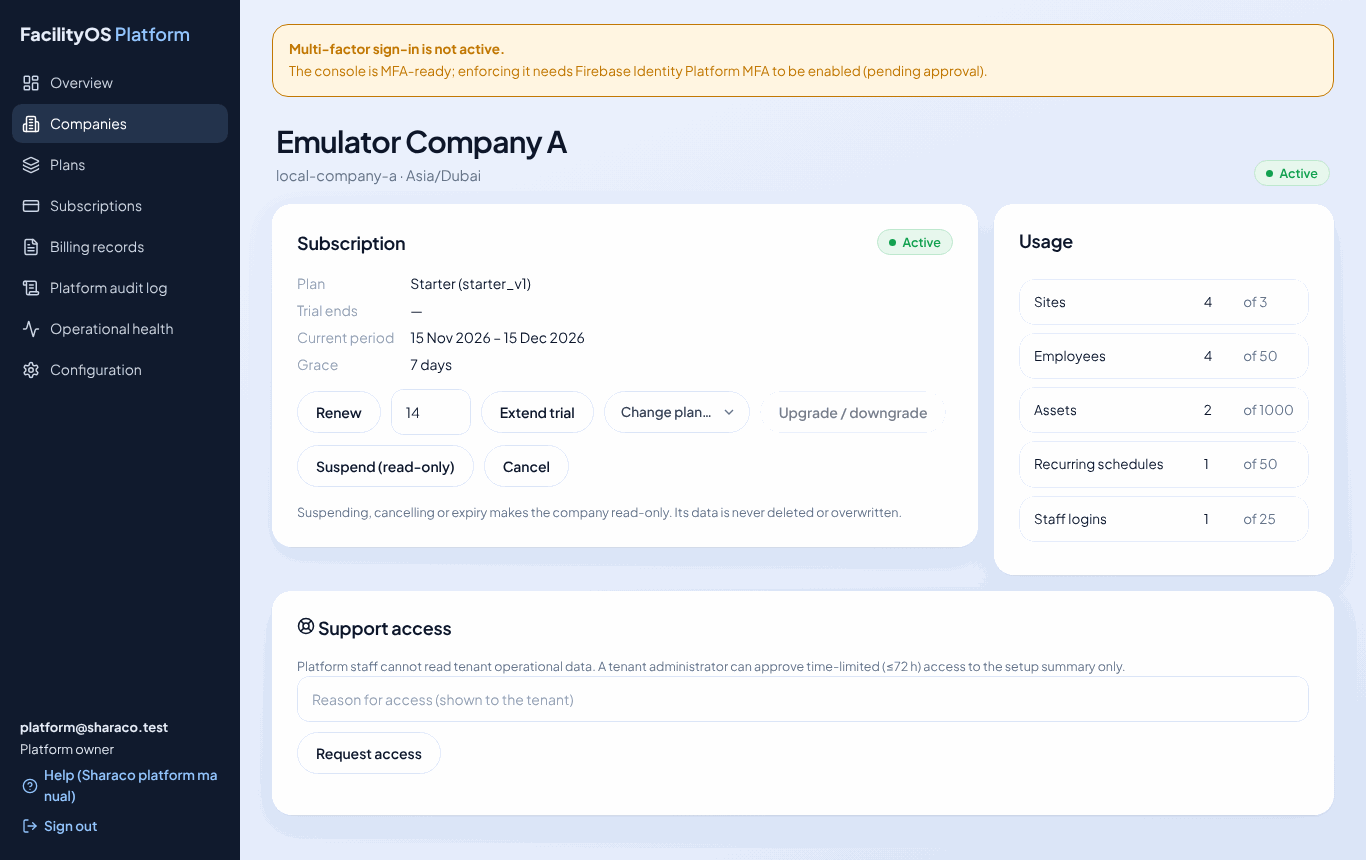 FacilityOS Platform
Overview
Companies
Plans
Subscriptions
Billing records
Platform audit log
Operational health
Configuration
platform@sharaco.test
Platform owner
Help (Sharaco platform ma
nual)
Sign out
Multi-factor sign-in is not active.
The console is MFA-ready; enforcing it needs Firebase Identity Platform MFA to be enabled (pending approval).
Emulator Company A
local-company-a · Asia/Dubai
Active
Subscription
Active
Plan Starter (starter_v1)
Trial ends —
Current period 15 Nov 2026 – 15 Dec 2026
Grace 7 days
Renew 14 Extend trial Change plan... Upgrade / downgrade
Suspend (read-only) Cancel
Suspending, cancelling or expiry makes the company read-only. Its data is never deleted or overwritten.
Usage
Sites 4 of 3
Employees 4 of 50
Assets 2 of 1000
Recurring schedules 1 of 50
Staff logins 1 of 25
Support access
Platform staff cannot read tenant operational data. A tenant administrator can approve time-limited (≤72 h) access to the setup summary only.
Reason for access (shown to the tenant)
Request access